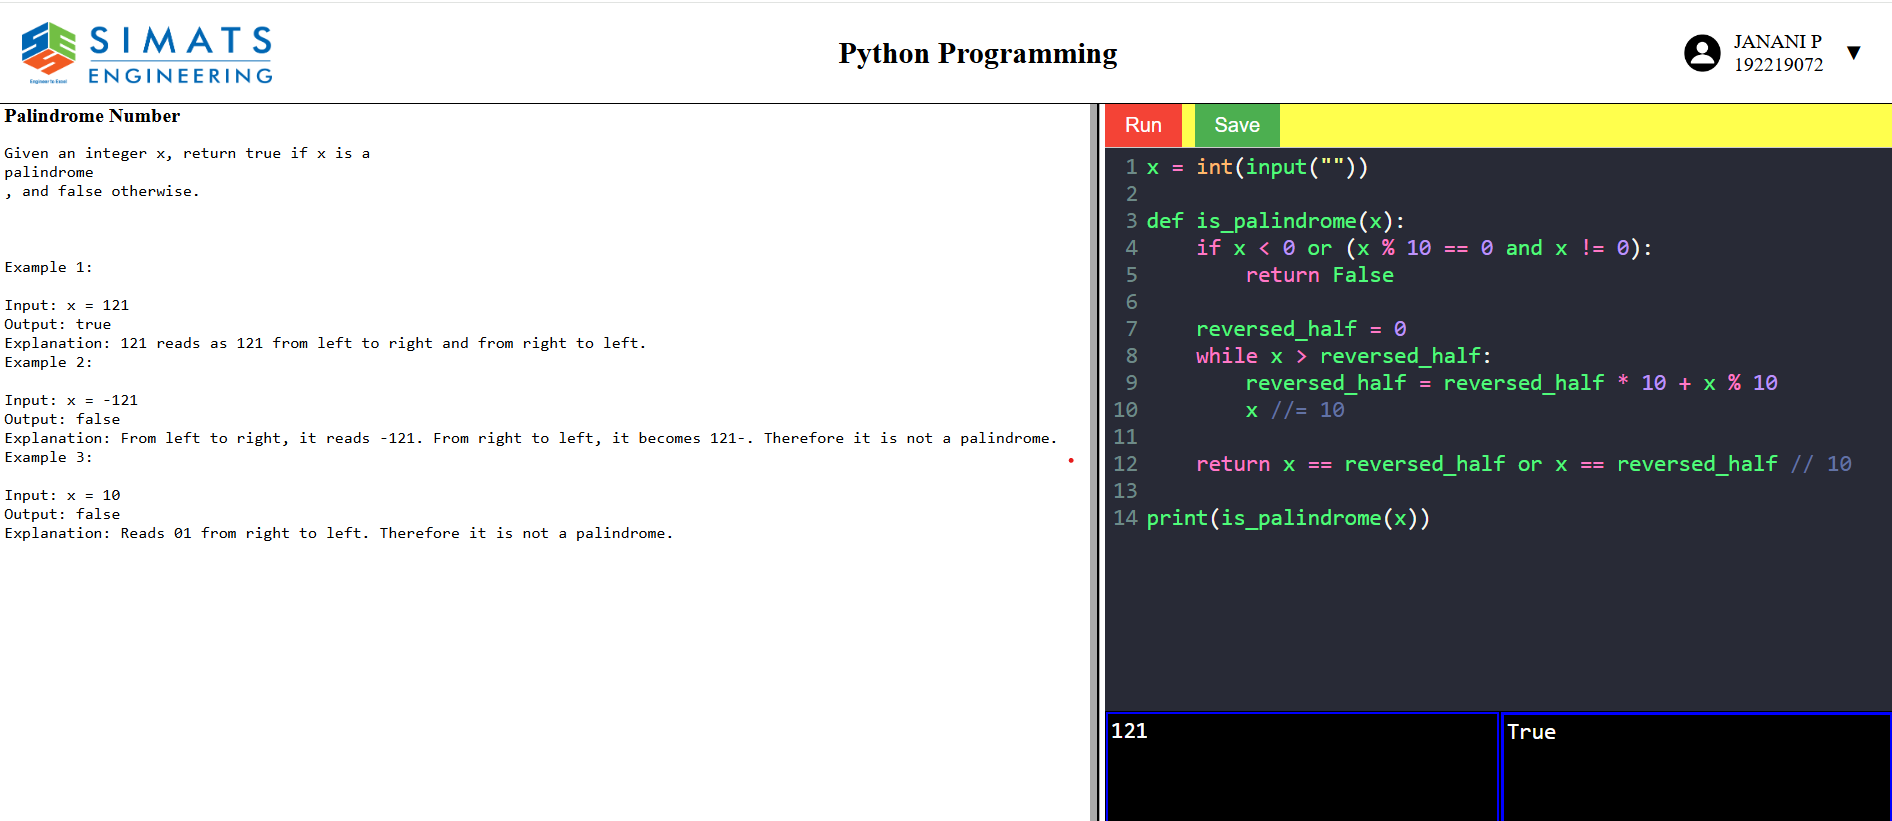 SIMATS
ENGINEERING
Engineer to Excel
Python Programming
JANANI P
192219072
Palindrome Number
Given an integer x, return true if x is a
palindrome
, and false otherwise.
Example 1:
Input: x = 121
Output: true
Explanation: 121 reads as 121 from left to right and from right to left.
Example 2:
Input: x = -121
Output: false
Explanation: From left to right, it reads -121. From right to left, it becomes 121-. Therefore it is not a palindrome.
Example 3:
Input: x = 10
Output: false
Explanation: Reads 01 from right to left. Therefore it is not a palindrome.
Run Save
1 x = int(input(""))
2
3 def is_palindrome(x):
4     if x < 0 or (x % 10 == 0 and x != 0):
5         return False
6
7     reversed_half = 0
8     while x > reversed_half:
9         reversed_half = reversed_half * 10 + x % 10
10         x //= 10
11
12     return x == reversed_half or x == reversed_half // 10
13
14 print(is_palindrome(x))
121
True